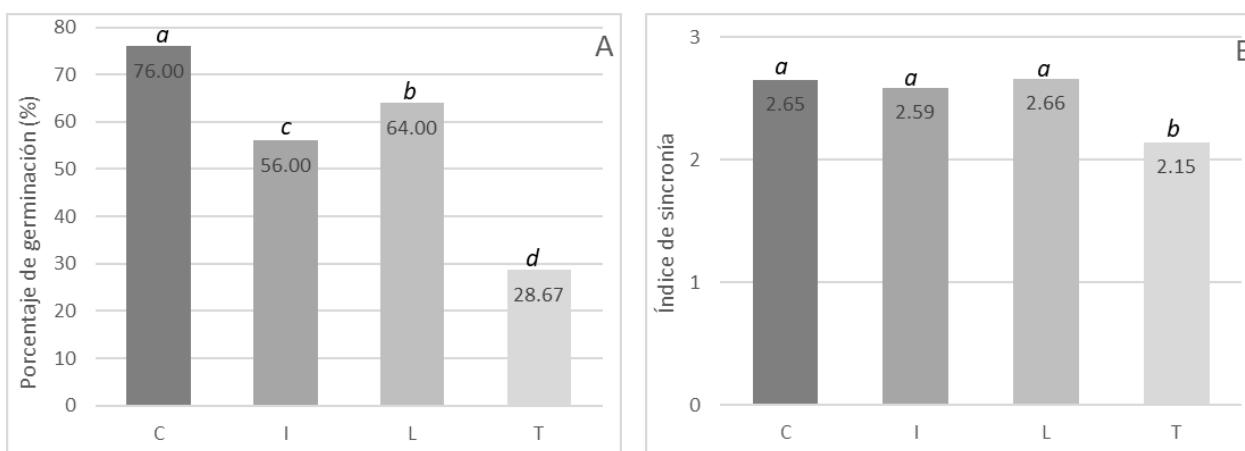 Porcentaje de germinación (%)
80
70
60
50
40
30
20
10
0
a
76.00
c
56.00
b
64.00
d
28.67
A
C I L T
Índice de sincronía
3
2
1
0
a
2.65
a
2.59
a
2.66
b
2.15
C I L T